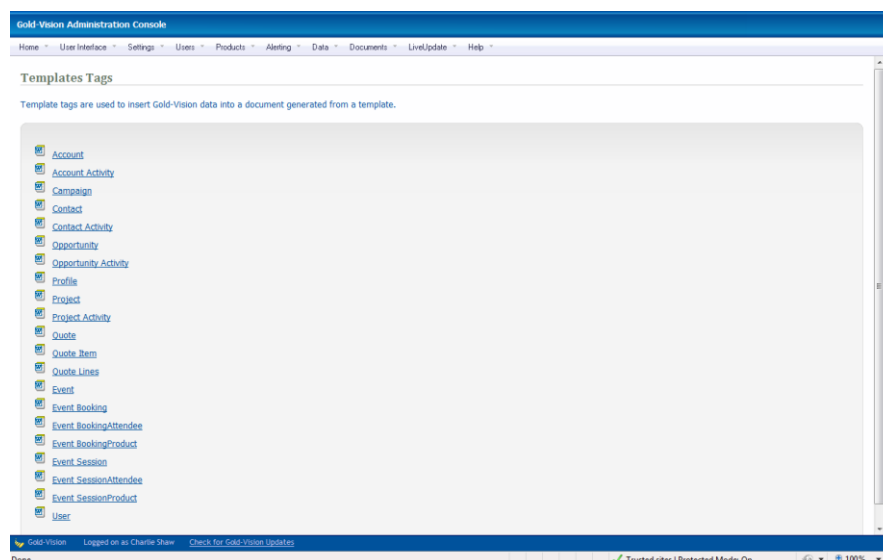 Gold-Vision Administration Console
Home User Interface Settings Users Products Alerting Data Documents LiveUpdate Help
Templates Tags
Template tags are used to insert Gold-Vision data into a document generated from a template.
Account
Account Activity
Campaign
Contact
Contact Activity
Opportunity
Opportunity Activity
Profile
Project
Project Activity
Quote
Quote Item
Quote Lines
Event
Event Booking
Event BookingAttendee
Event BookingProduct
Event Session
Event SessionAttendee
Event SessionProduct
User
Gold-Vision Logged on as Charlie Shaw Check for Gold-Vision Updates
Done Trusted sites | Protected Mode: On 100%